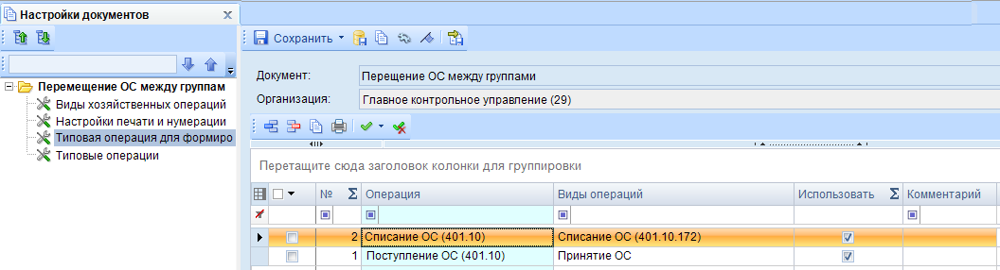 Настройки документов
Сохранить
Документ: Перещение ОС между группами
Организация: Главное контрольное управление (29)
Перемещение ОС между группам
Виды хозяйственных операций
Настройки печати и нумерации
Типовая операция для формиро
Типовые операции
Перетащите сюда заголовок колонки для группировки
№ Σ Операция Виды операций Использовать Σ Комментарий
2 Списание ОС (401.10) Списание ОС (401.10.172)
1 Поступление ОС (401.10) Принятие ОС